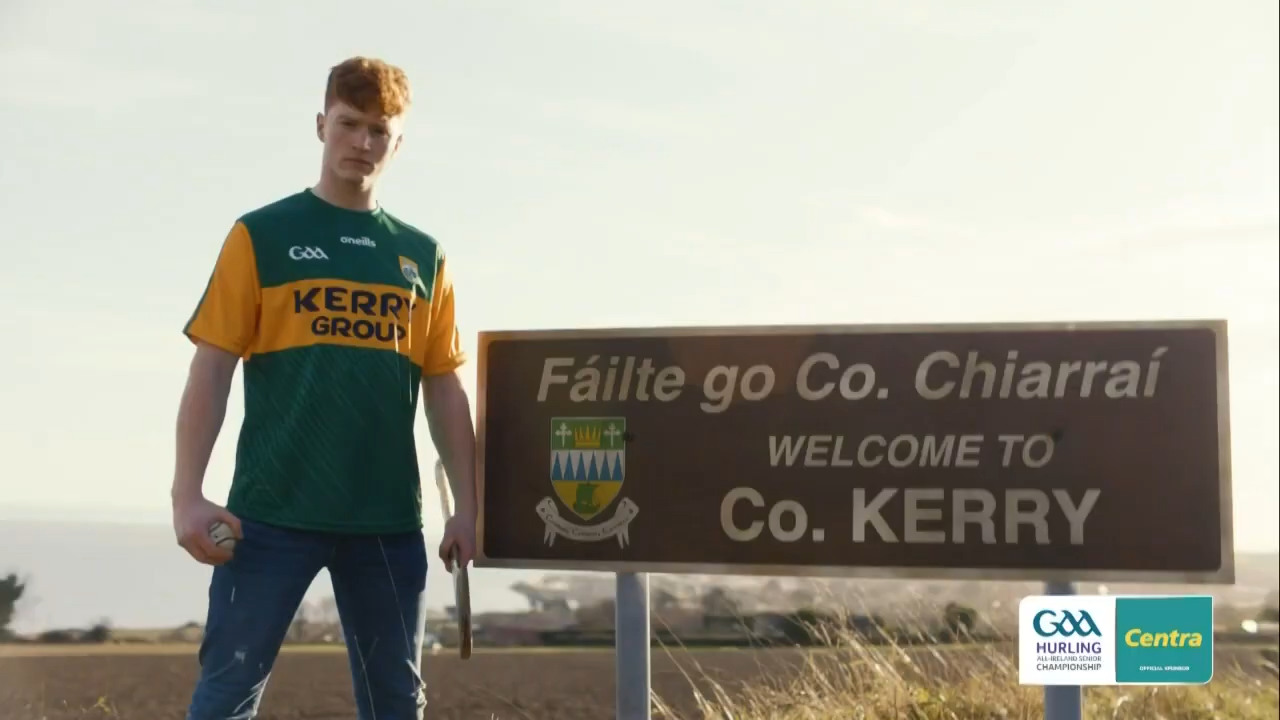 GAA
oneills
KERRY
GROUP
Fáilte go Co. Chiarraí
WELCOME TO
Co. KERRY
GAA
HURLING
ALL-IRELAND SENIOR
CHAMPIONSHIP
Centra
OFFICIAL SPONSOR